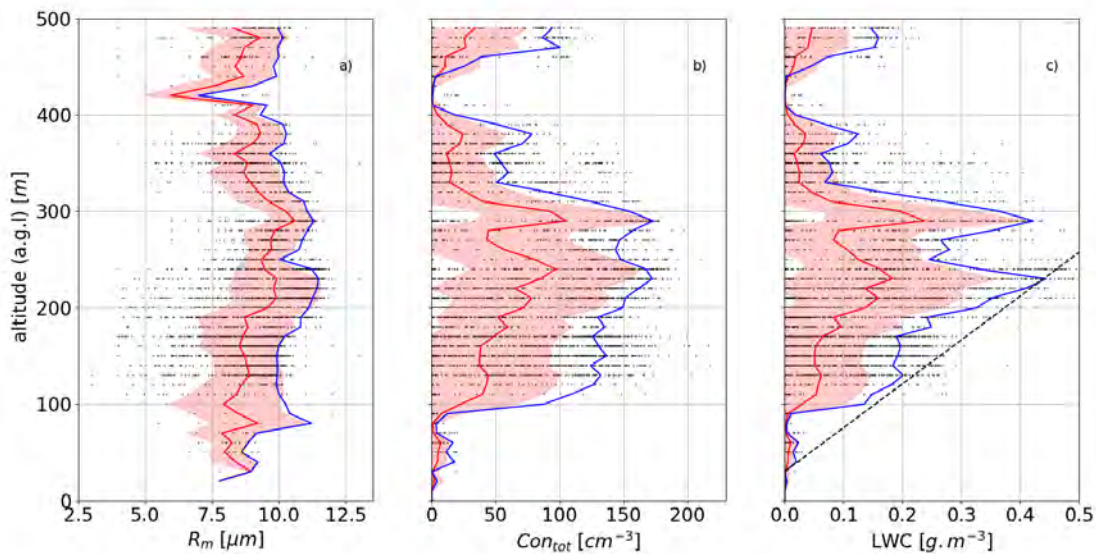 a)
b)
c)
altitude (a.g.l) [m]
500
400
300
200
100
0
2.5 5.0 7.5 10.0 12.5
0 50 100 150 200
0.0 0.1 0.2 0.3 0.4 0.5
R_m [μm]
Con_tot [cm⁻³]
LWC [g.m⁻³]